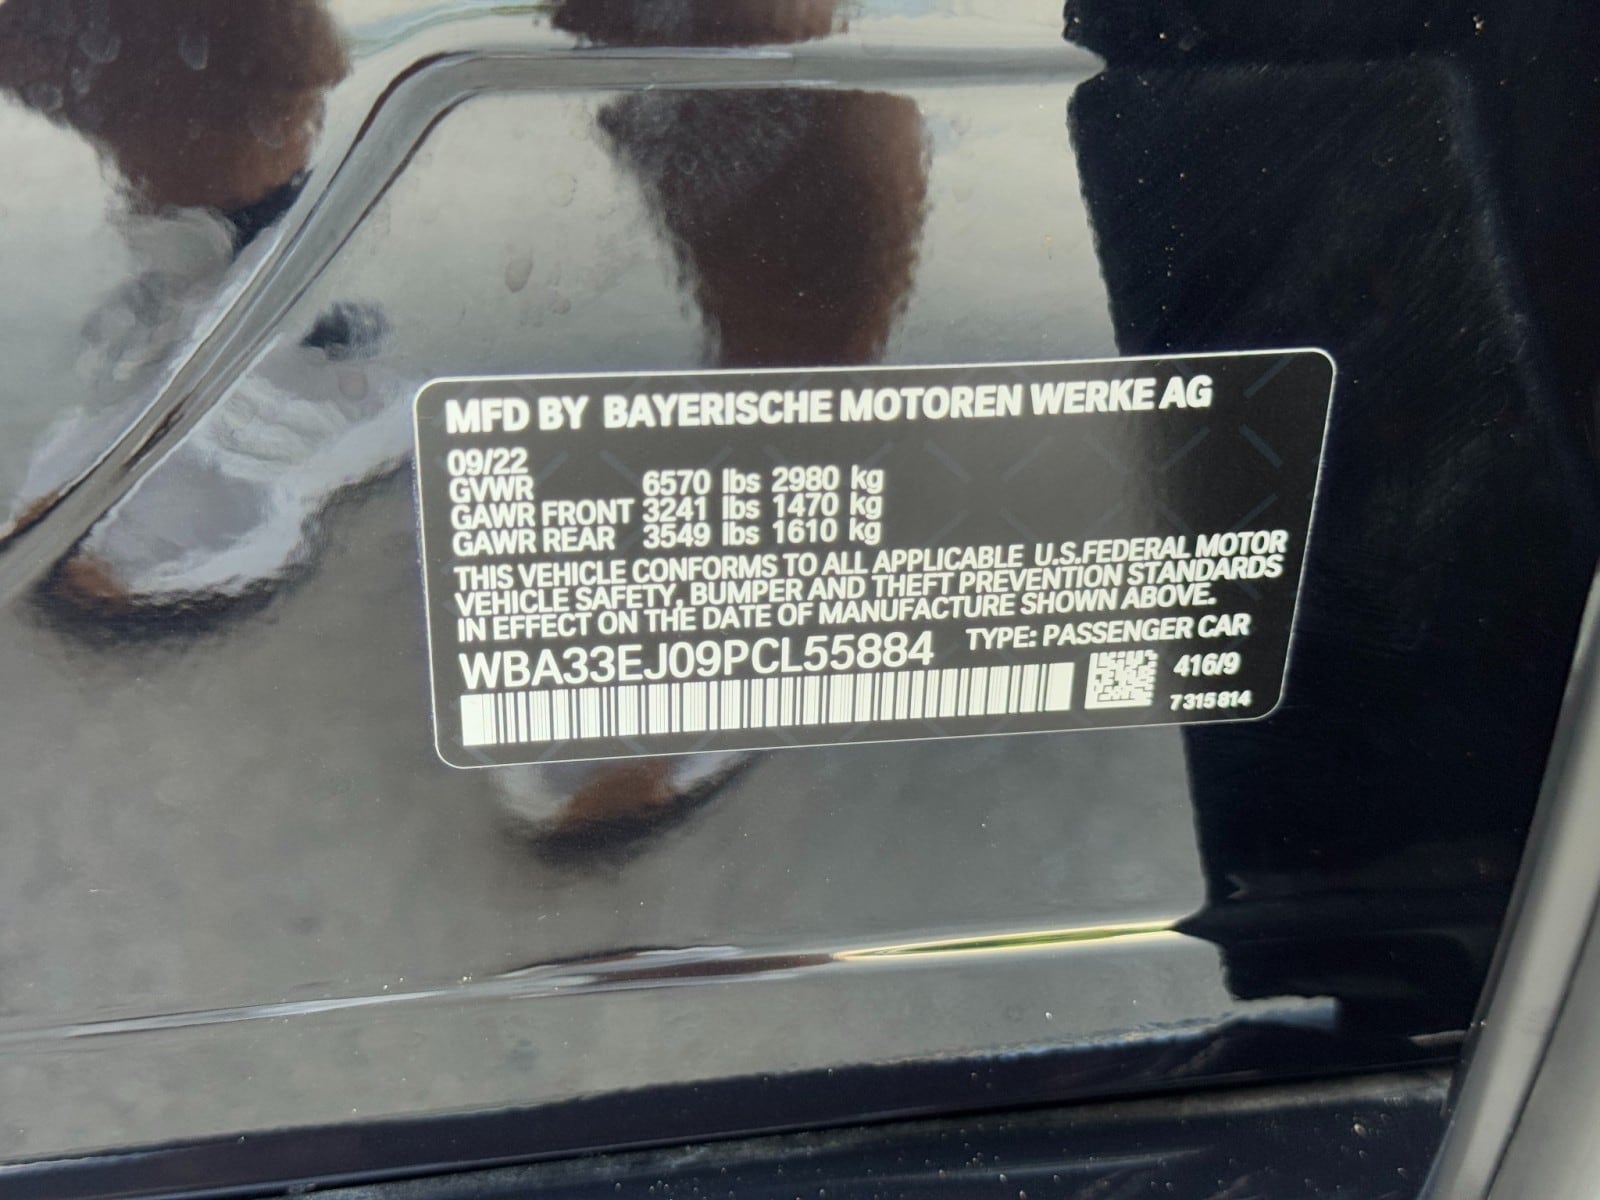 MFD BY BAYERISCHE MOTOREN WERKE AG
09/22
GVWR 6570 lbs 2980 kg
GAWR FRONT 3241 lbs 1470 kg
GAWR REAR 3549 lbs 1610 kg
THIS VEHICLE CONFORMS TO ALL APPLICABLE U.S.FEDERAL MOTOR
VEHICLE SAFETY, BUMPER AND THEFT PREVENTION STANDARDS
IN EFFECT ON THE DATE OF MANUFACTURE SHOWN ABOVE.
WBA33EJ09PCL55884 TYPE: PASSENGER CAR
416/9
7 315 814